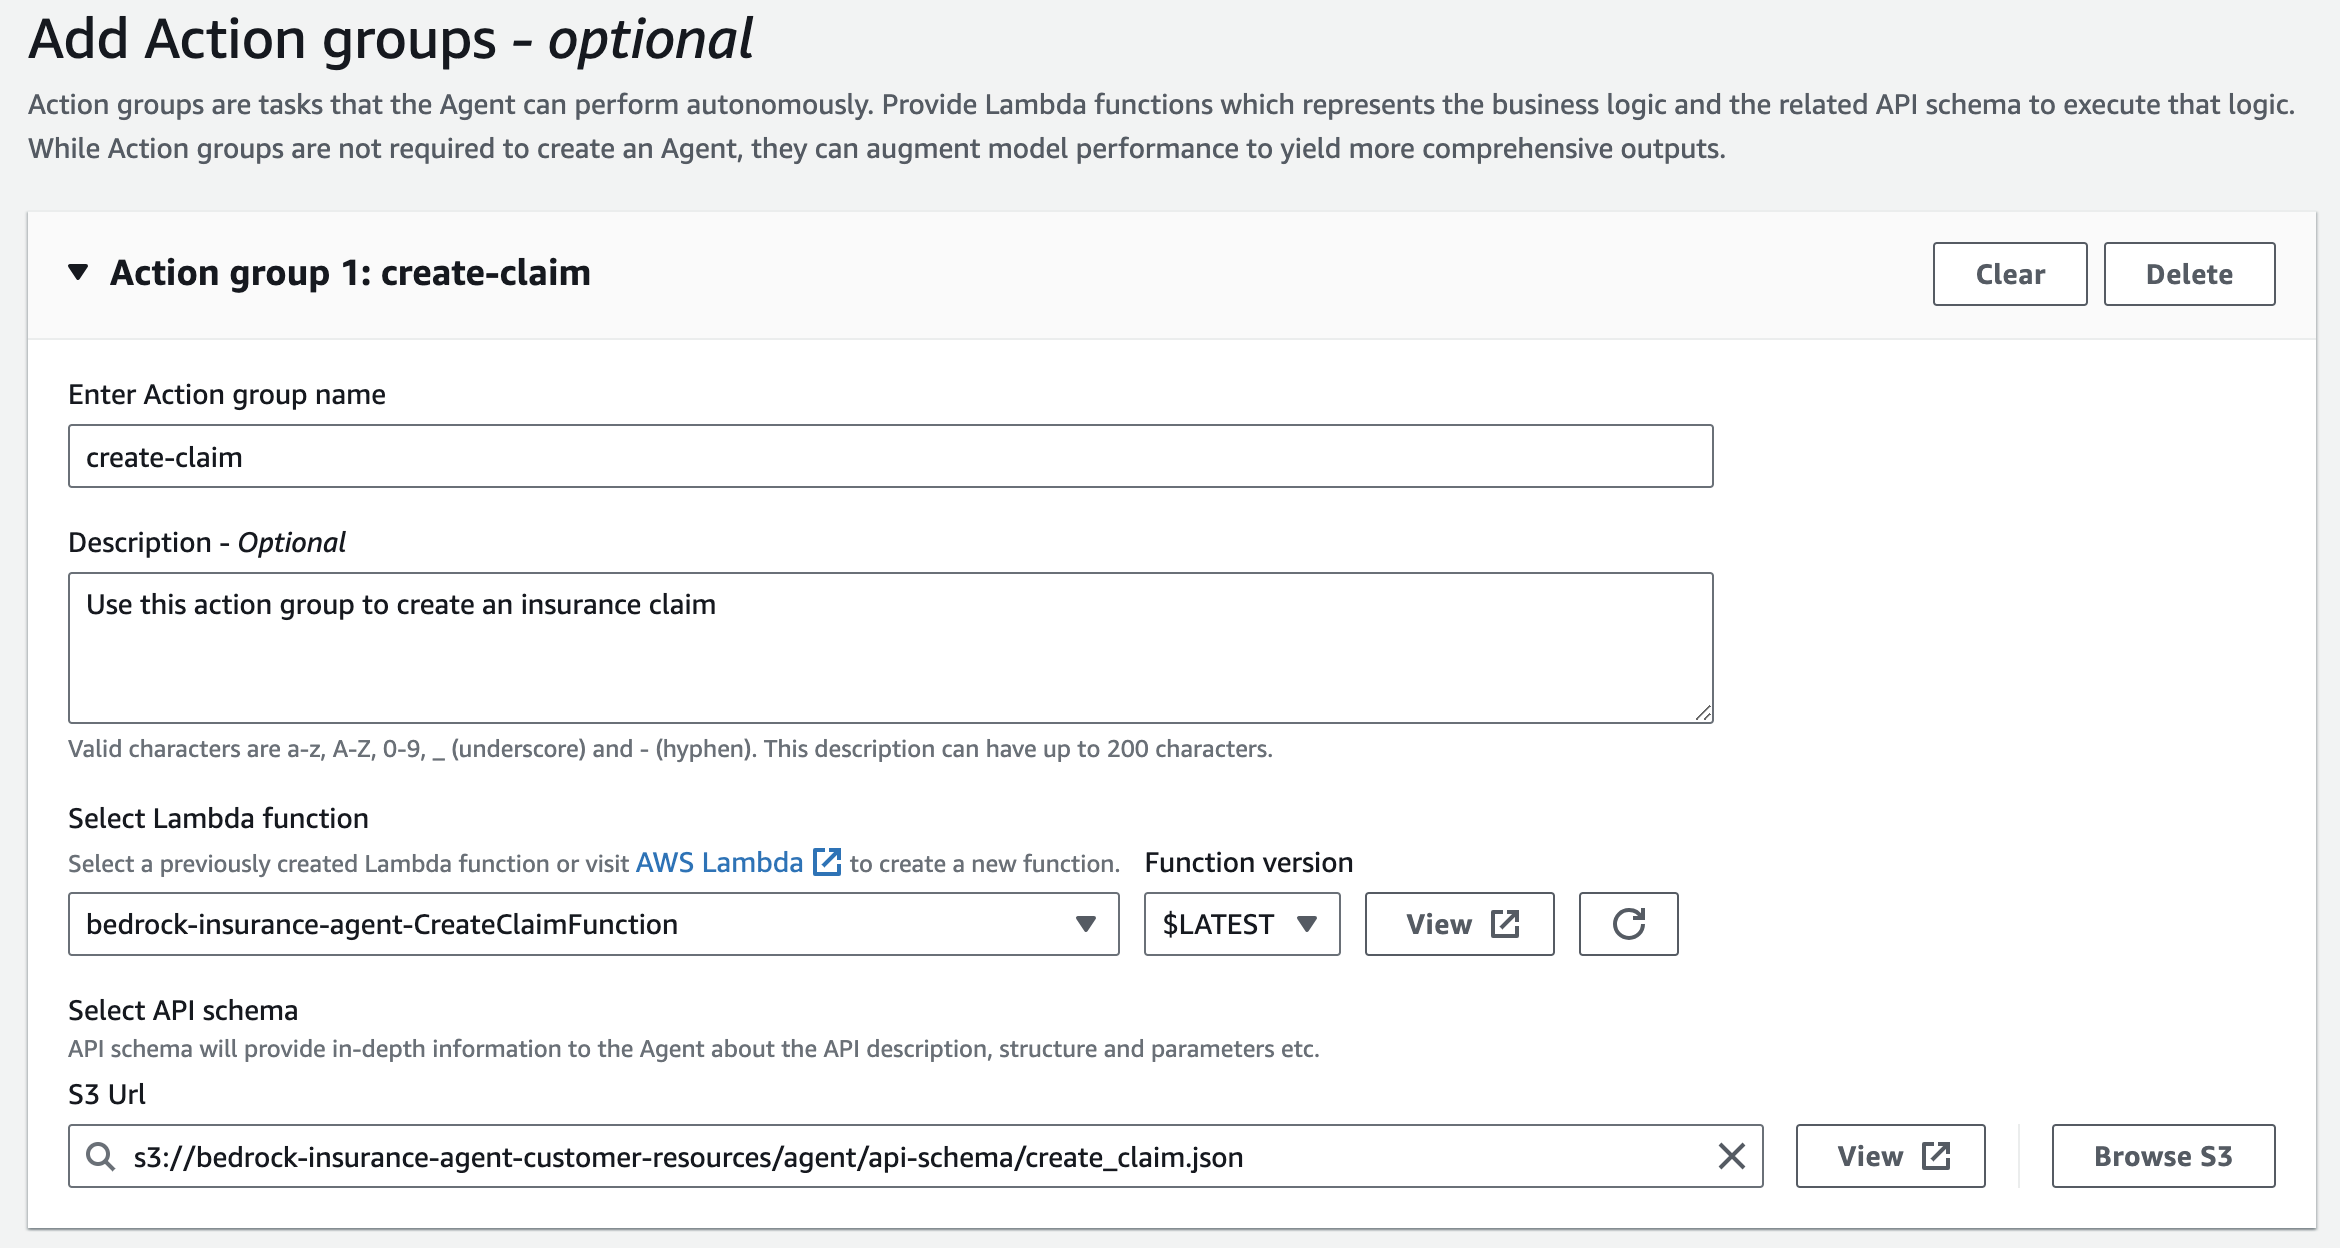 Add Action groups - optional
Action groups are tasks that the Agent can perform autonomously. Provide Lambda functions which represents the business logic and the related API schema to execute that logic.
While Action groups are not required to create an Agent, they can augment model performance to yield more comprehensive outputs.
Action group 1: create-claim
Clear
Delete
Enter Action group name
create-claim
Description - Optional
Use this action group to create an insurance claim
Valid characters are a-z, A-Z, 0-9, _ (underscore) and - (hyphen). This description can have up to 200 characters.
Select Lambda function
Select a previously created Lambda function or visit AWS Lambda to create a new function.
Function version
bedrock-insurance-agent-CreateClaimFunction
$LATEST
View
Select API schema
API schema will provide in-depth information to the Agent about the API description, structure and parameters etc.
S3 Url
s3://bedrock-insurance-agent-customer-resources/agent/api-schema/create_claim.json
View
Browse S3